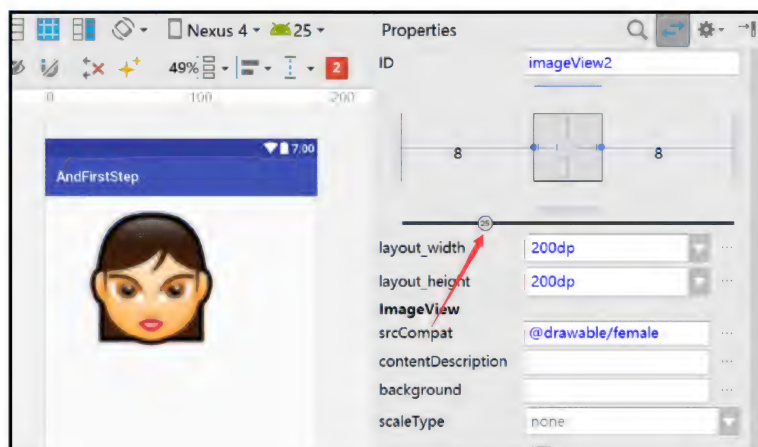 Nexus 4
25
Properties
49%
2
ID
imageView2
0
100
200
8
8
7:00
AndFirstStep
25
layout_width
200dp
layout_height
200dp
ImageView
srcCompat
@drawable/female
contentDescription
background
scaleType
none